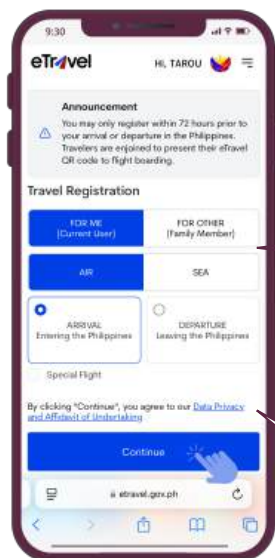 9:30
eTravel
HI, TAROU
Announcement
You may only register within 72 hours prior to
your arrival or departure in the Philippines.
Travelers are enjoined to present their eTravel
QR code to flight boarding.
Travel Registration
FOR ME
(Current User)
FOR OTHER
(Family Member)
AIR
SEA
ARRIVAL
Entering the Philippines
DEPARTURE
Leaving the Philippines
Special Flight
By clicking "Continue", you agree to our Data Privacy
and Affidavit of Undertaking
Continue
etravel.gov.ph